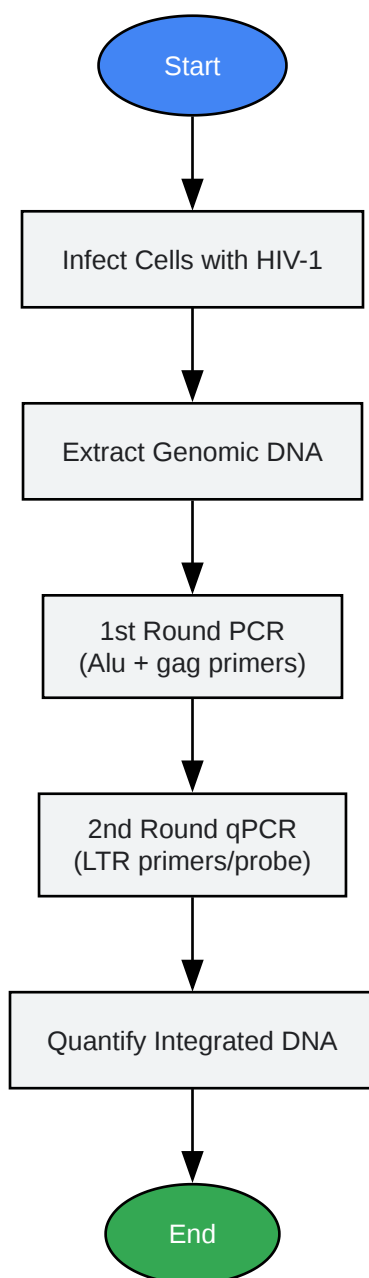 Start
Infect Cells with HIV-1
Extract Genomic DNA
1st Round PCR
(Alu + gag primers)
2nd Round qPCR
(LTR primers/probe)
Quantify Integrated DNA
End